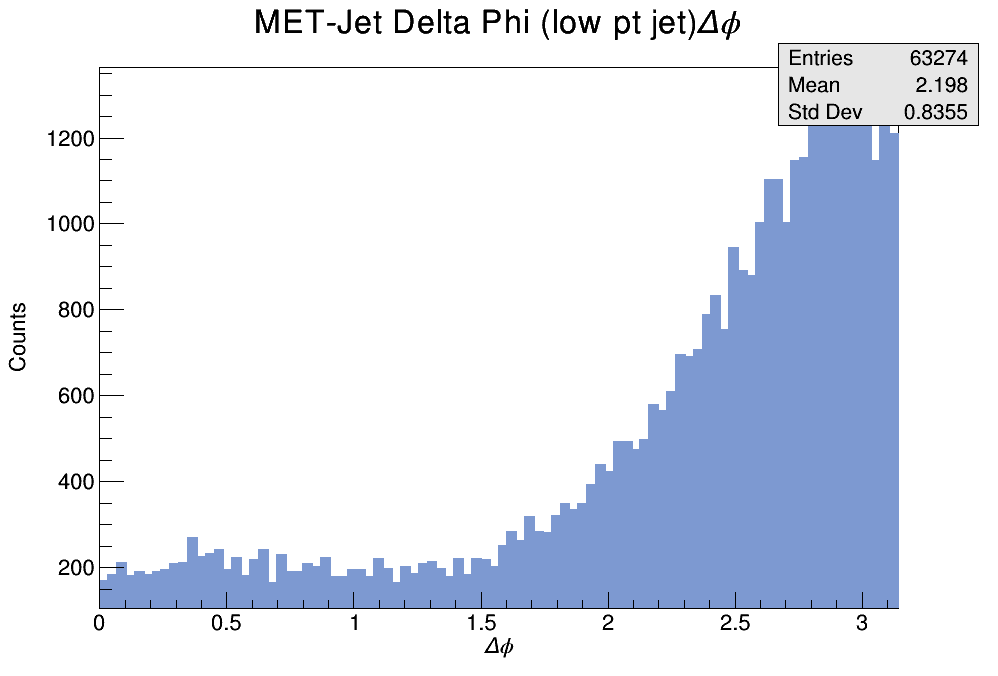 MET-Jet Delta Phi (low pt jet)Δϕ
Entries 63274
Mean 2.198
Std Dev 0.8355
1200
1000
800
600
400
200
Counts
0 0.5 1 1.5 2 2.5 3
Δϕ